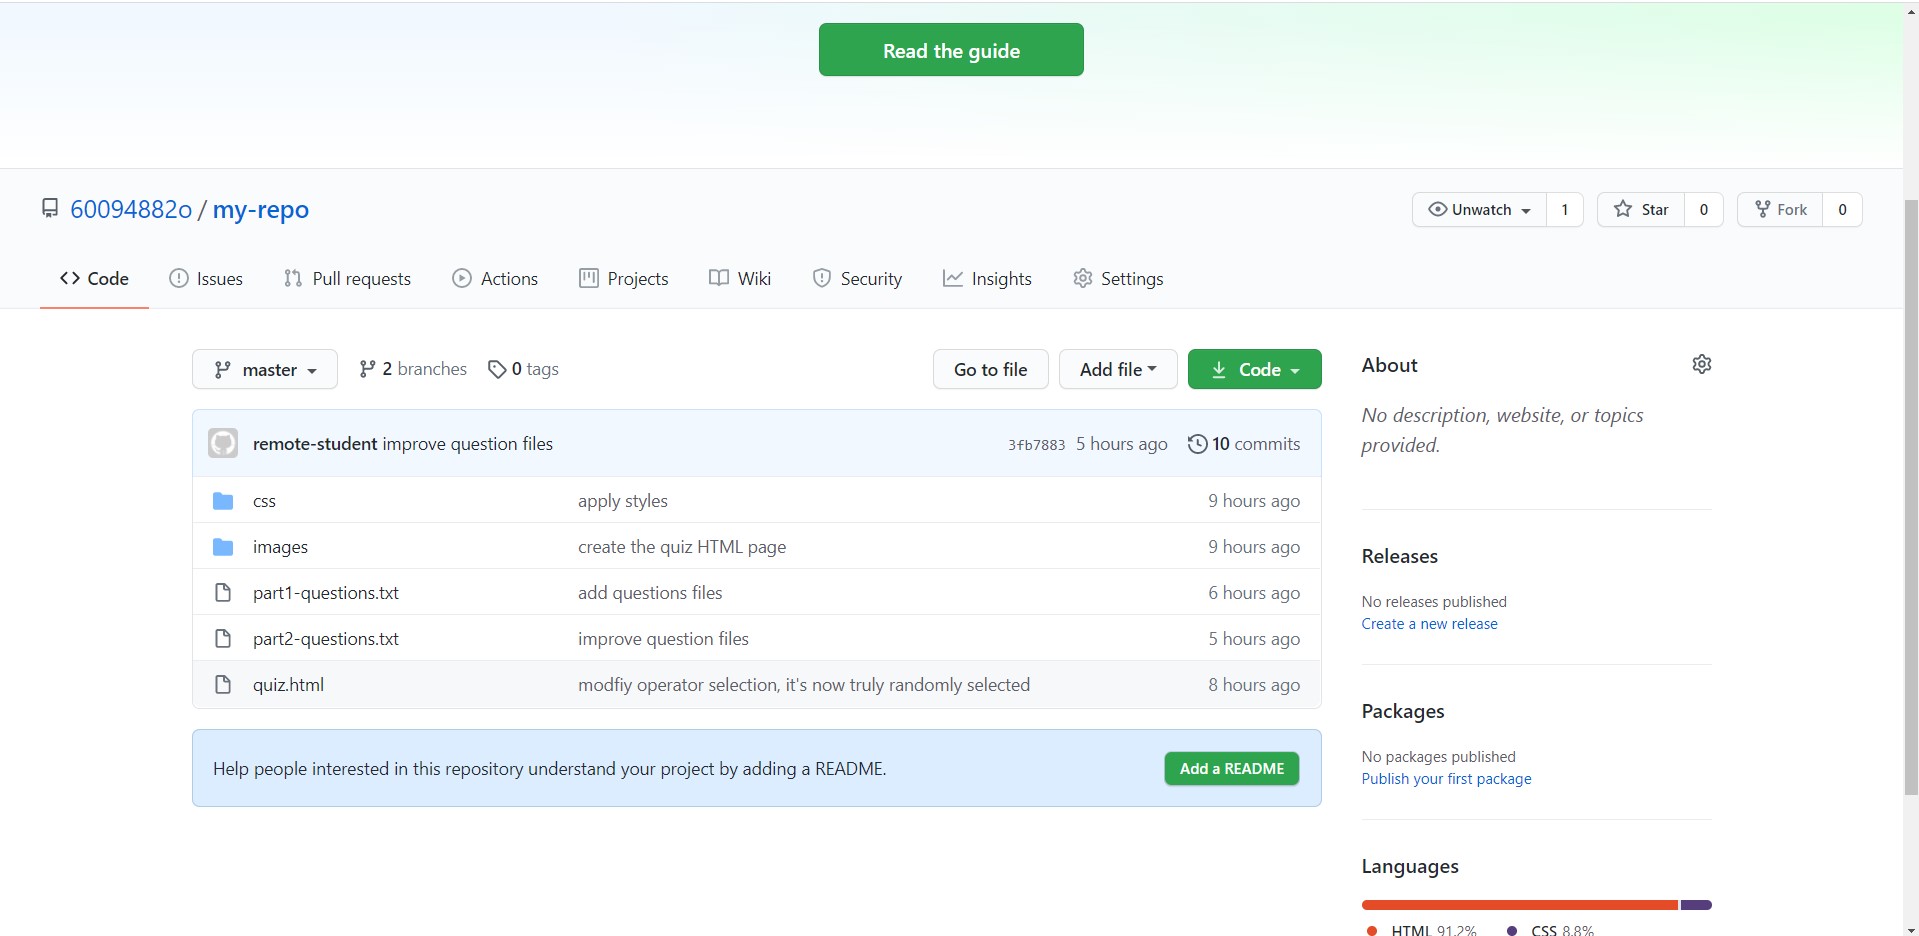 Read the guide
60094882o / my-repo
Unwatch 1 Star 0 Fork 0
Code Issues Pull requests Actions Projects Wiki Security Insights Settings
master 2 branches 0 tags Go to file Add file Code
remote-student improve question files 3fb7883 5 hours ago 10 commits
css apply styles 9 hours ago
images create the quiz HTML page 9 hours ago
part1-questions.txt add questions files 6 hours ago
part2-questions.txt improve question files 5 hours ago
quiz.html modfiy operator selection, it's now truly randomly selected 8 hours ago
Help people interested in this repository understand your project by adding a README. Add a README
About
No description, website, or topics
provided.
Releases
No releases published
Create a new release
Packages
No packages published
Publish your first package
Languages
HTML 91.2% CSS 8.8%